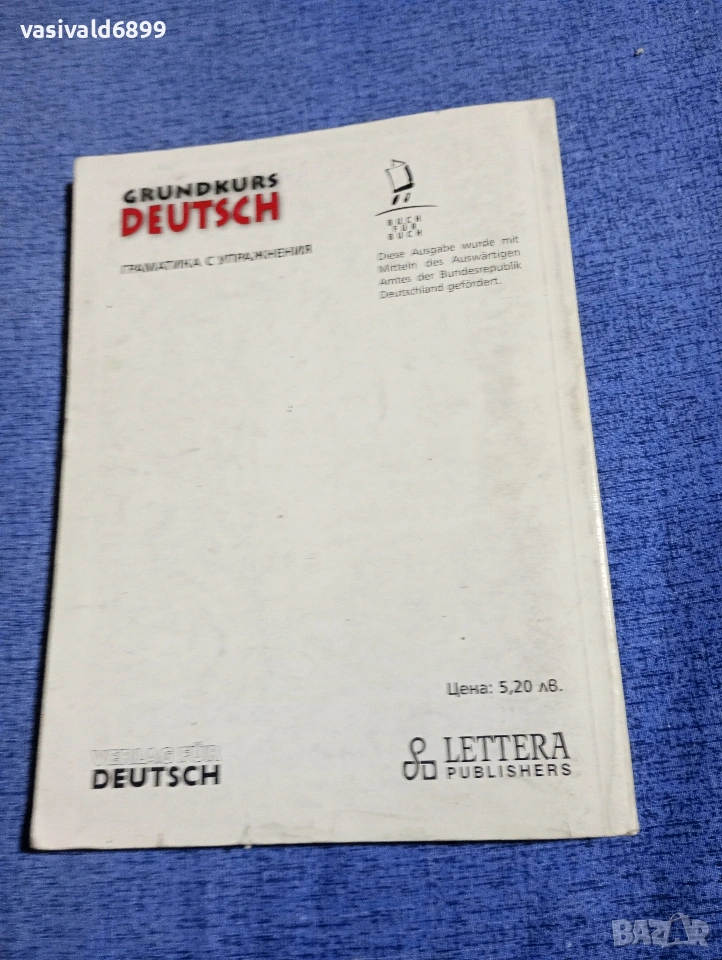 vasivald6899
GRUNDKURS
DEUTSCH
ГРАМАТИКА С УПРАЖНЕНИЯ
BUCH
FÜR
BUCH
Diese Ausgabe wurde mit
Mitteln des Auswärtigen
Amtes der Bundesrepublik
Deutschland gefördert.
Цена: 5,20 лв.
VERLAG FÜR
DEUTSCH
LETTERA
PUBLISHERS
BAZAR